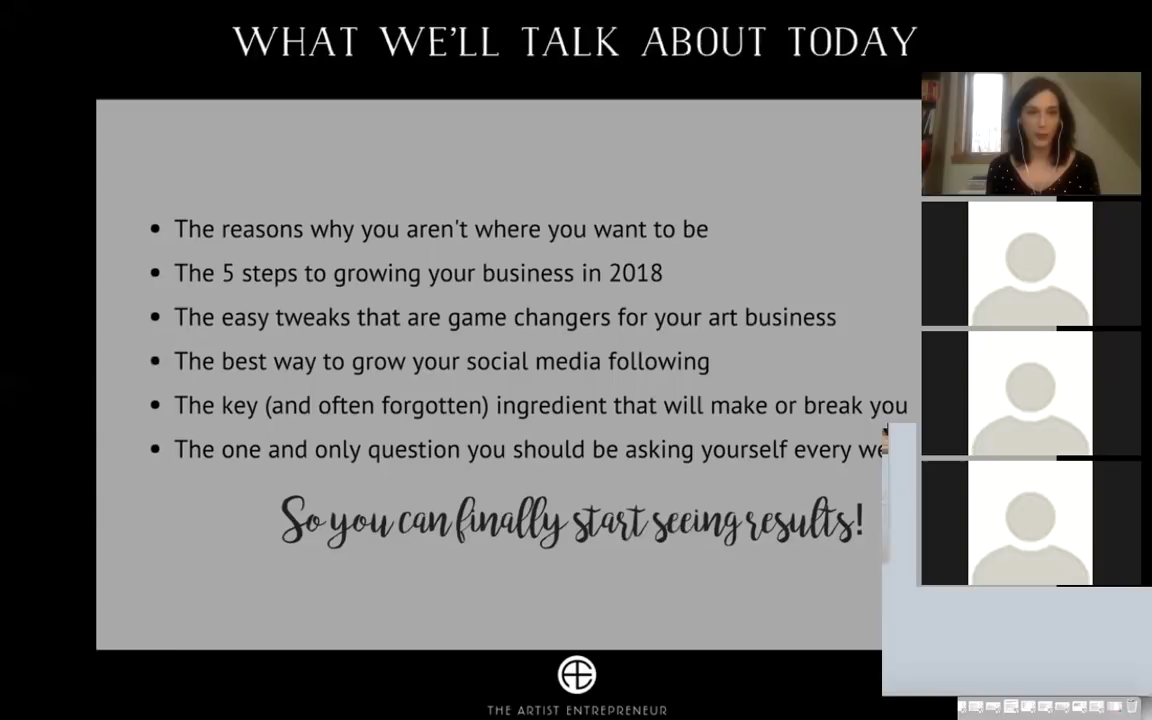 WHAT WE'LL TALK ABOUT TODAY
• The reasons why you aren't where you want to be
• The 5 steps to growing your business in 2018
• The easy tweaks that are game changers for your art business
• The best way to grow your social media following
• The key (and often forgotten) ingredient that will make or break you
• The one and only question you should be asking yourself every
So you can finally start seeing results!
THE ARTIST ENTREPRENEUR